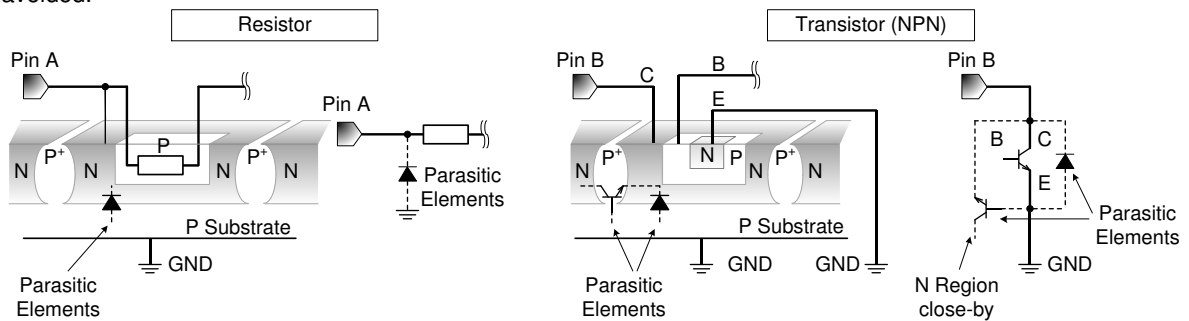 avoided.
Resistor
Transistor (NPN)
Pin A
Pin A
N
P+
N
P
N
P+
N
Parasitic
Elements
P Substrate
GND
Parasitic
Elements
Pin B
C
B
E
N
P+
N
N
P
N
P+
N
P Substrate
GND
GND
Parasitic
Elements
Pin B
B
C
E
Parasitic
Elements
GND
N Region
close-by